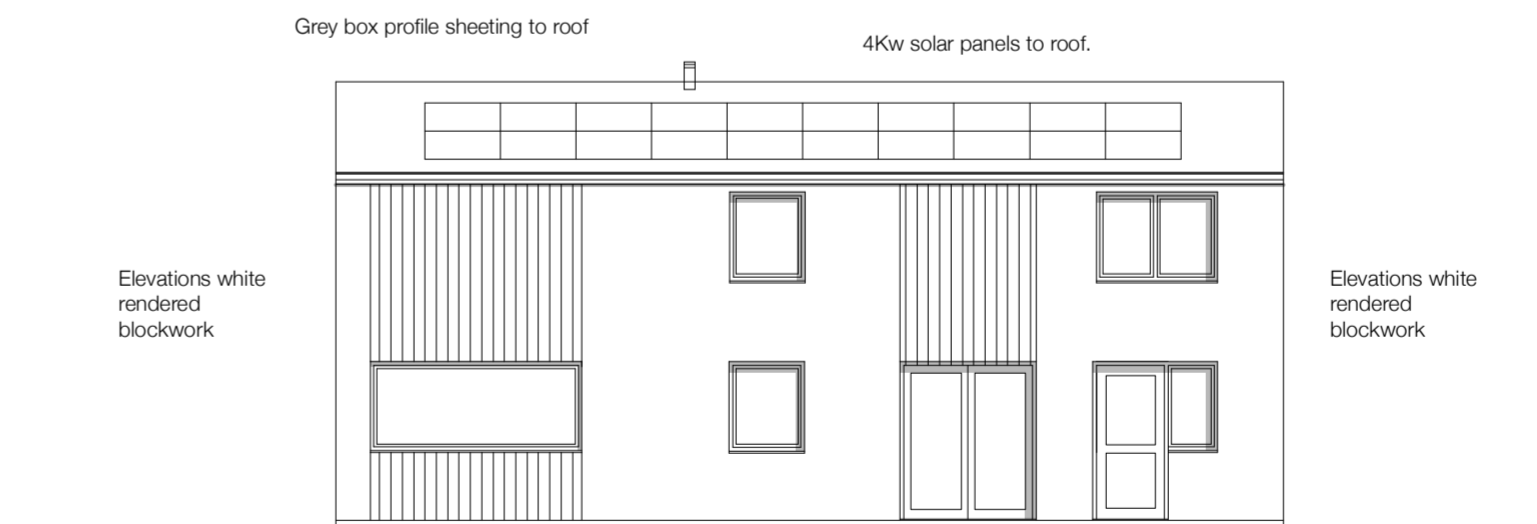 Grey box profile sheeting to roof
4Kw solar panels to roof.
Elevations white
rendered
blockwork
Elevations white
rendered
blockwork